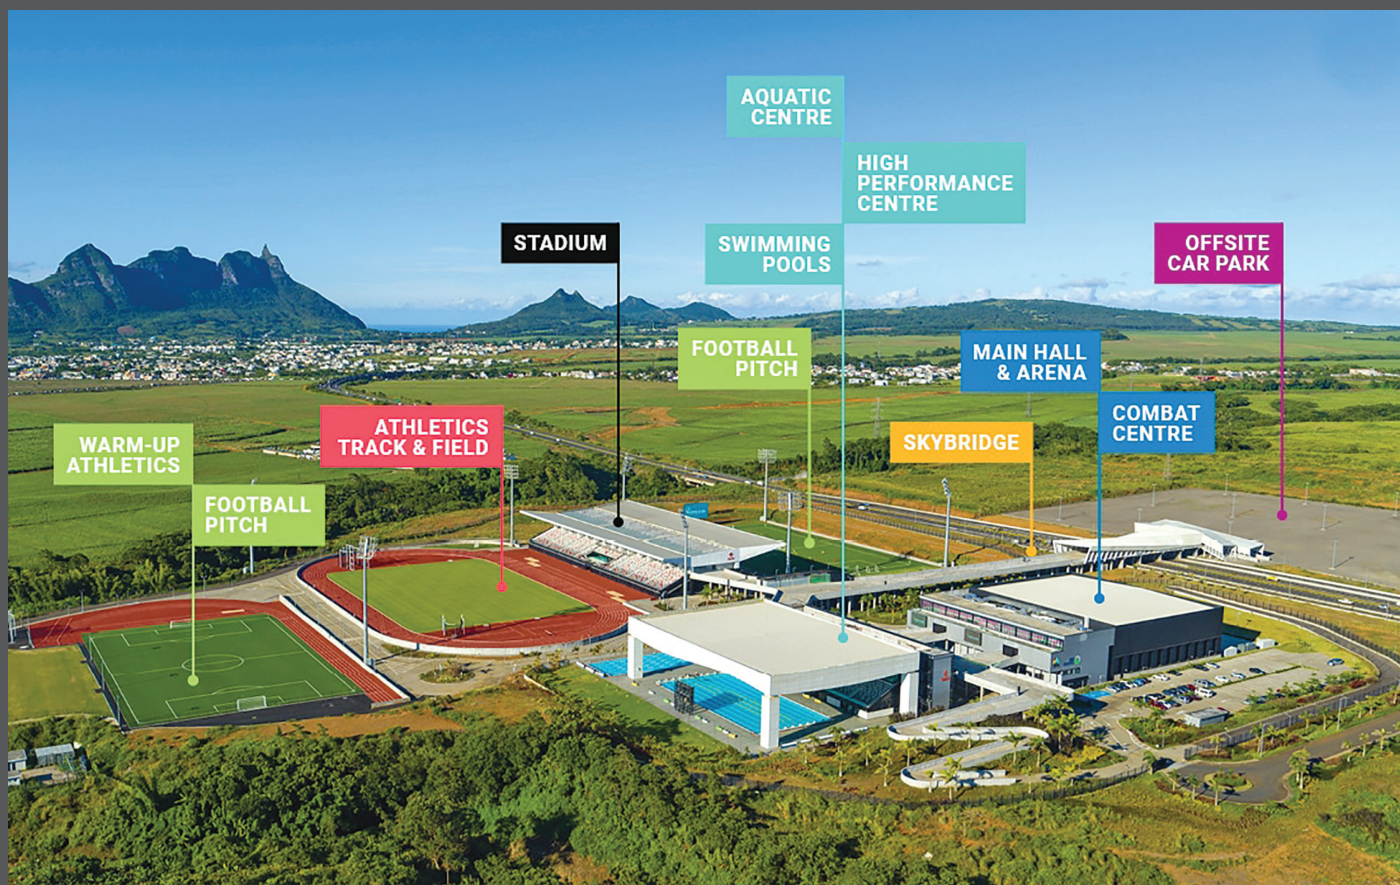 AQUATIC
CENTRE
HIGH
PERFORMANCE
CENTRE
STADIUM
SWIMMING
POOLS
OFFSITE
CAR PARK
FOOTBALL
PITCH
MAIN HALL
& ARENA
ATHLETICS
TRACK & FIELD
COMBAT
CENTRE
WARM-UP
ATHLETICS
SKYBRIDGE
FOOTBALL
PITCH